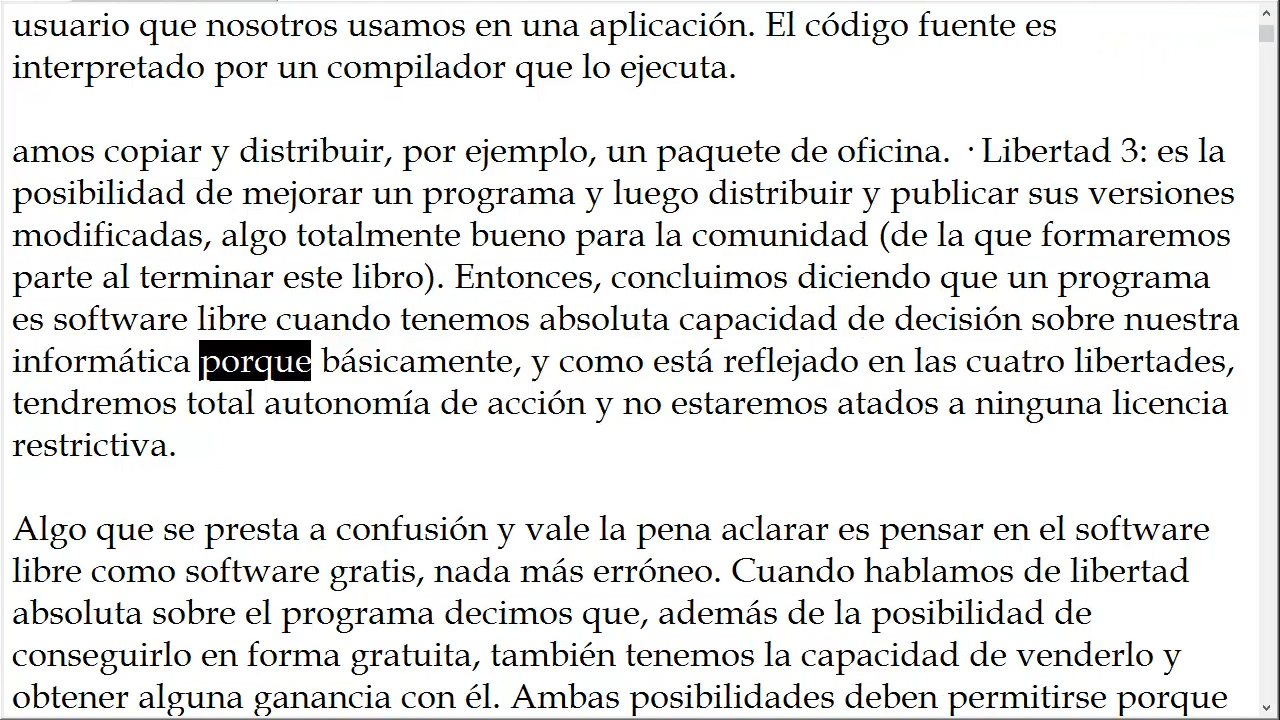 usuario que nosotros usamos en una aplicación. El código fuente es
interpretado por un compilador que lo ejecuta.
amos copiar y distribuir, por ejemplo, un paquete de oficina. · Libertad 3: es la
posibilidad de mejorar un programa y luego distribuir y publicar sus versiones
modificadas, algo totalmente bueno para la comunidad (de la que formaremos
parte al terminar este libro). Entonces, concluimos diciendo que un programa
es software libre cuando tenemos absoluta capacidad de decisión sobre nuestra
informática porque básicamente, y como está reflejado en las cuatro libertades,
tendremos total autonomía de acción y no estaremos atados a ninguna licencia
restrictiva.
Algo que se presta a confusión y vale la pena aclarar es pensar en el software
libre como software gratis, nada más erróneo. Cuando hablamos de libertad
absoluta sobre el programa decimos que, además de la posibilidad de
conseguirlo en forma gratuita, también tenemos la capacidad de venderlo y
obtener alguna ganancia con él. Ambas posibilidades deben permitirse porque